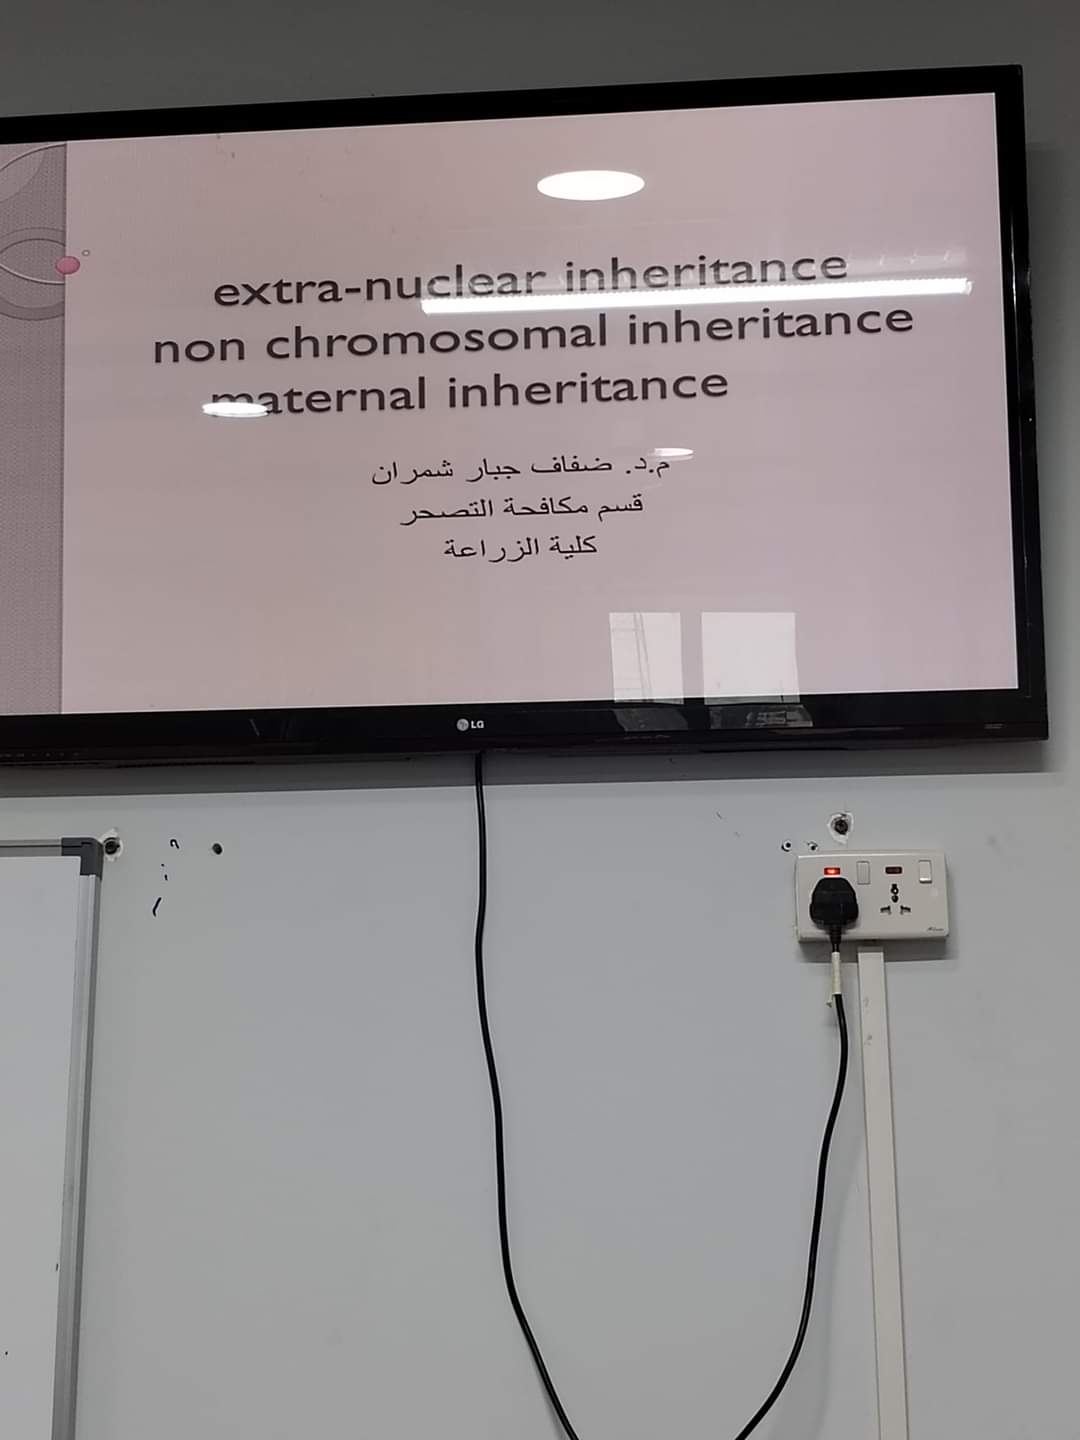 extra-nuclear inheritance
non chromosomal inheritance
maternal inheritance
م.د. ضفاف جبار شمران
قسم مكافحة التصحر
كلية الزراعة
LG